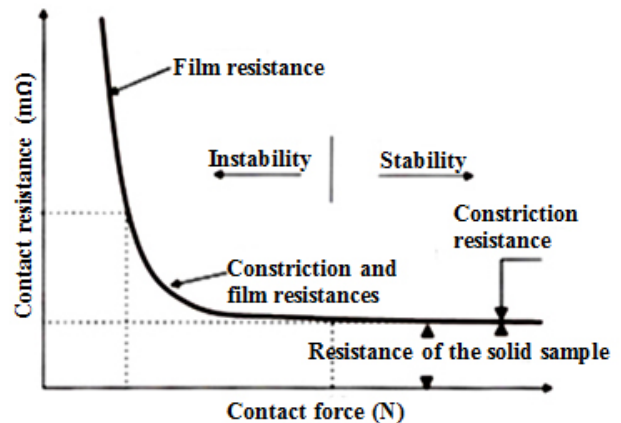 Film resistance
Instability
Stability
Constriction
resistance
Constriction and
film resistances
Resistance of the solid sample
Contact resistance (mΩ)
Contact force (N)